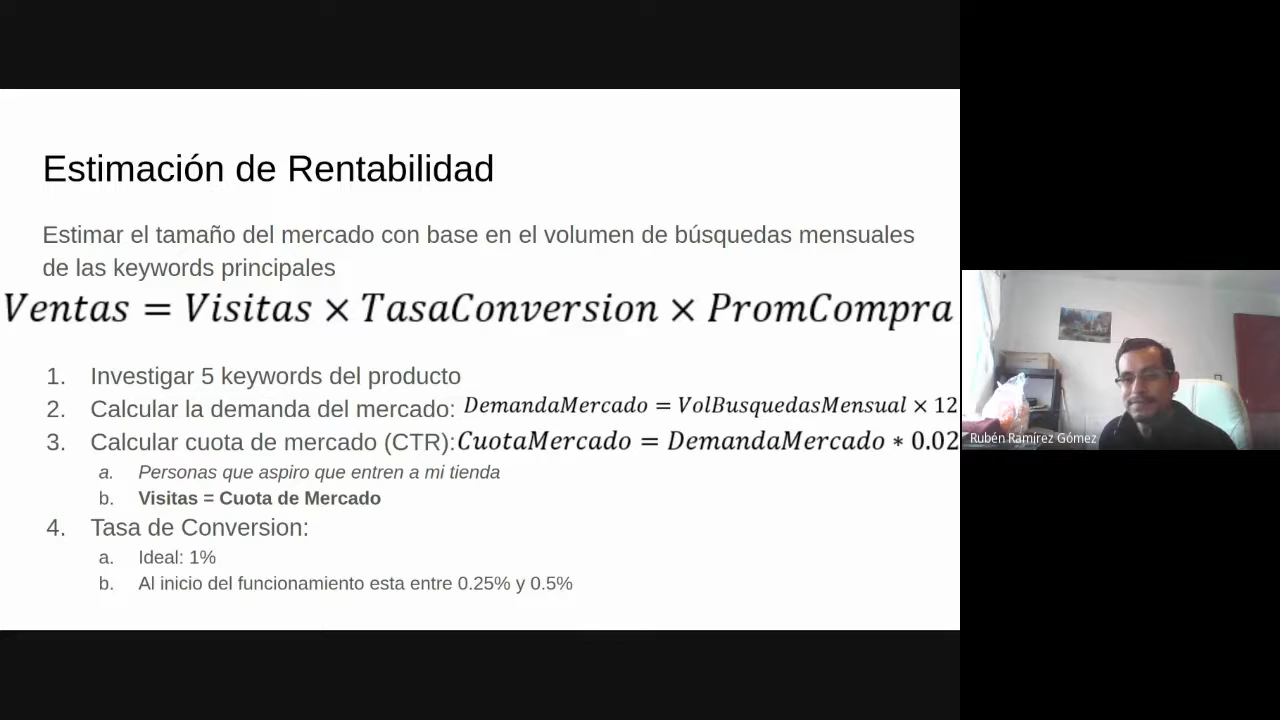 Estimación de Rentabilidad
Estimar el tamaño del mercado con base en el volumen de búsquedas mensuales
de las keywords principales
Ventas = Visitas × TasaConversion × PromCompra
1. Investigar 5 keywords del producto
2. Calcular la demanda del mercado: DemandaMercado = VolBusquedasMensual × 12
3. Calcular cuota de mercado (CTR): CuotaMercado = DemandaMercado * 0.02
a. Personas que aspiro que entren a mi tienda
b. Visitas = Cuota de Mercado
4. Tasa de Conversion:
a. Ideal: 1%
b. Al inicio del funcionamiento esta entre 0.25% y 0.5%
Rubén Ramírez Gómez